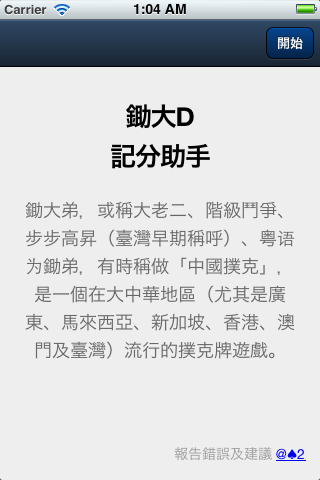 Carrier 1:04 AM
開始
鋤大D
記分助手
鋤大弟，或稱大老二、階級鬥爭、
步步高昇（臺灣早期稱呼）、粵语
为鋤弟，有時稱做「中國撲克」，
是一個在大中華地區（尤其是廣
東、馬來西亞、新加坡、香港、澳
門及臺灣）流行的撲克牌遊戲。
報告錯誤及建議 @♠2